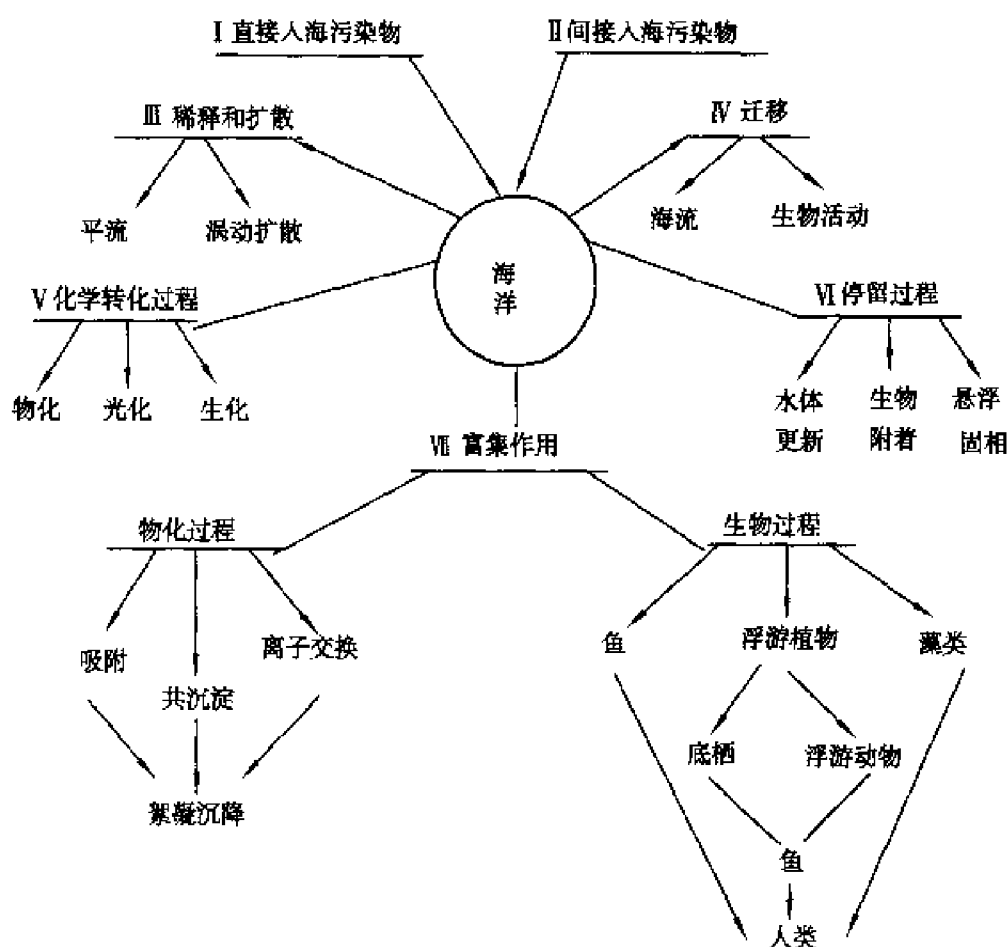 Ⅰ直接入海污染物
Ⅱ间接入海污染物
Ⅲ 稀释和扩散
Ⅳ 迁移
平流
涡动扩散
海流
生物活动
海
洋
Ⅴ化学转化过程
Ⅵ停留过程
物化
光化
生化
水体
更新
生物
附着
悬浮
固相
Ⅶ 富集作用
物化过程
生物过程
吸附
共沉淀
离子交换
鱼
浮游植物
藻类
底栖
浮游动物
絮凝沉降
鱼
人类